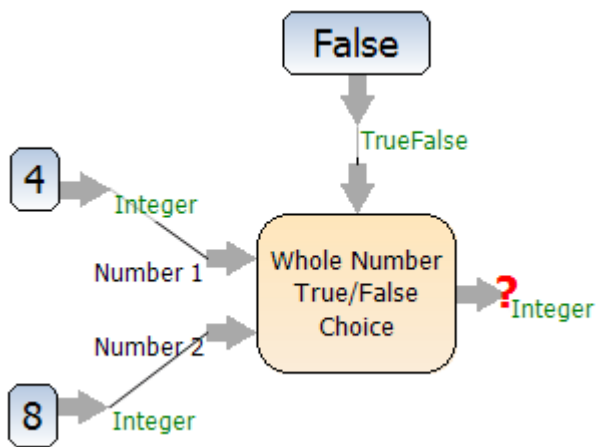 False
TrueFalse
4
Integer
Number 1
Whole Number
True/False
Choice
?
Integer
Number 2
8
Integer